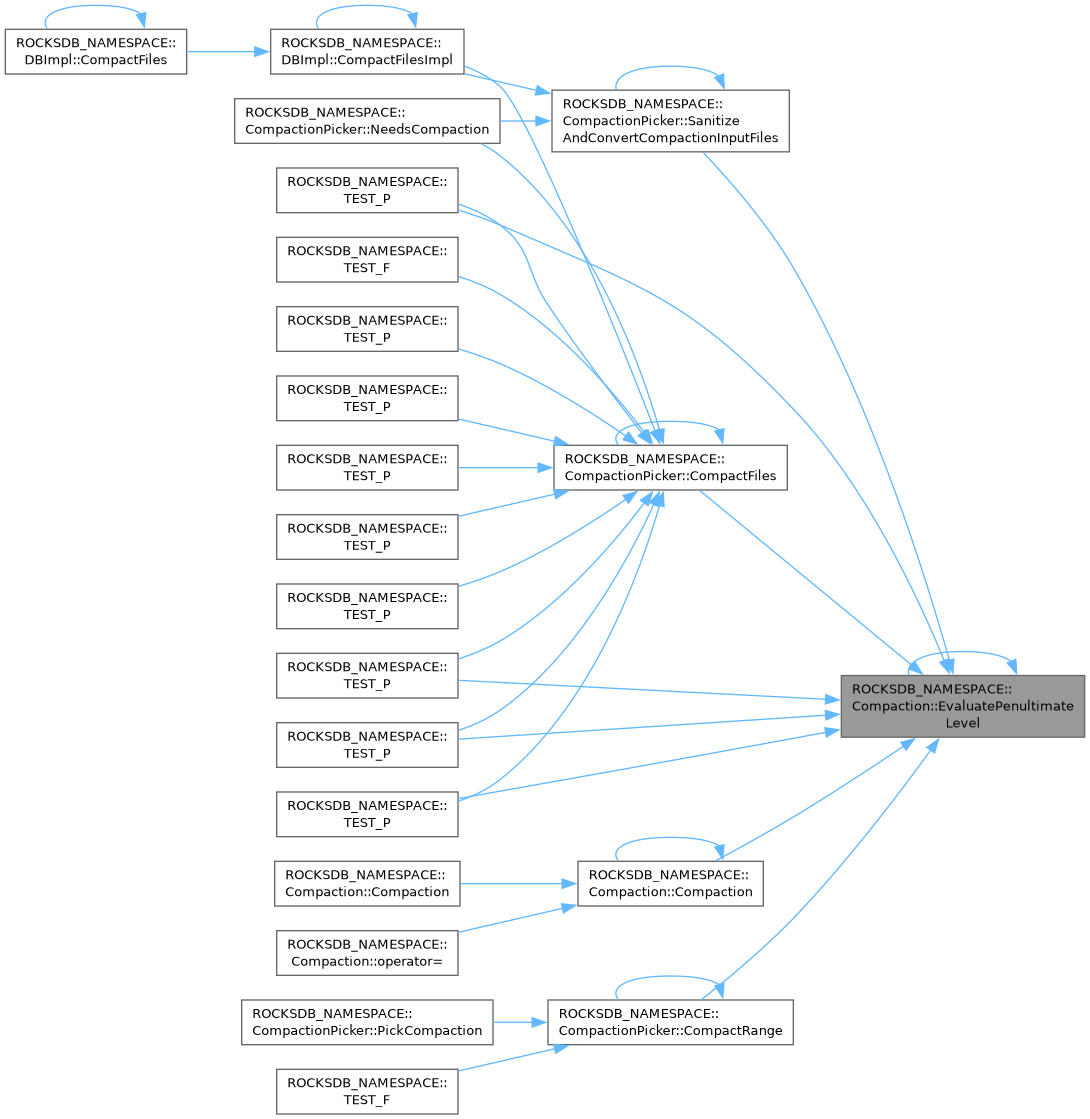 ROCKSDB_NAMESPACE::
DBImpl::CompactFiles
ROCKSDB_NAMESPACE::
DBImpl::CompactFilesImpl
ROCKSDB_NAMESPACE::
CompactionPicker::Sanitize
AndConvertCompactionInputFiles
ROCKSDB_NAMESPACE::
CompactionPicker::NeedsCompaction
ROCKSDB_NAMESPACE::
TEST_P
ROCKSDB_NAMESPACE::
TEST_F
ROCKSDB_NAMESPACE::
TEST_P
ROCKSDB_NAMESPACE::
TEST_P
ROCKSDB_NAMESPACE::
TEST_P
ROCKSDB_NAMESPACE::
CompactionPicker::CompactFiles
ROCKSDB_NAMESPACE::
TEST_P
ROCKSDB_NAMESPACE::
TEST_P
ROCKSDB_NAMESPACE::
TEST_P
ROCKSDB_NAMESPACE::
Compaction::EvaluatePenultimate
Level
ROCKSDB_NAMESPACE::
TEST_P
ROCKSDB_NAMESPACE::
TEST_P
ROCKSDB_NAMESPACE::
Compaction::Compaction
ROCKSDB_NAMESPACE::
Compaction::Compaction
ROCKSDB_NAMESPACE::
Compaction::operator=
ROCKSDB_NAMESPACE::
CompactionPicker::PickCompaction
ROCKSDB_NAMESPACE::
CompactionPicker::CompactRange
ROCKSDB_NAMESPACE::
TEST_F